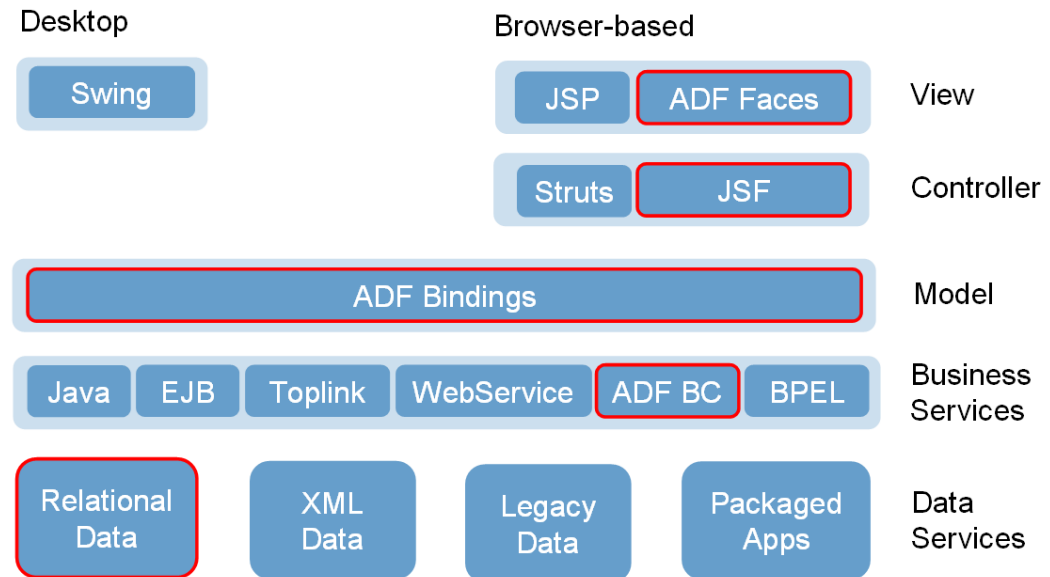 Desktop
Browser-based
Swing
JSP
ADF Faces
View
Struts
JSF
Controller
ADF Bindings
Model
Java
EJB
Toplink
WebService
ADF BC
BPEL
Business
Services
Relational
Data
XML
Data
Legacy
Data
Packaged
Apps
Data
Services